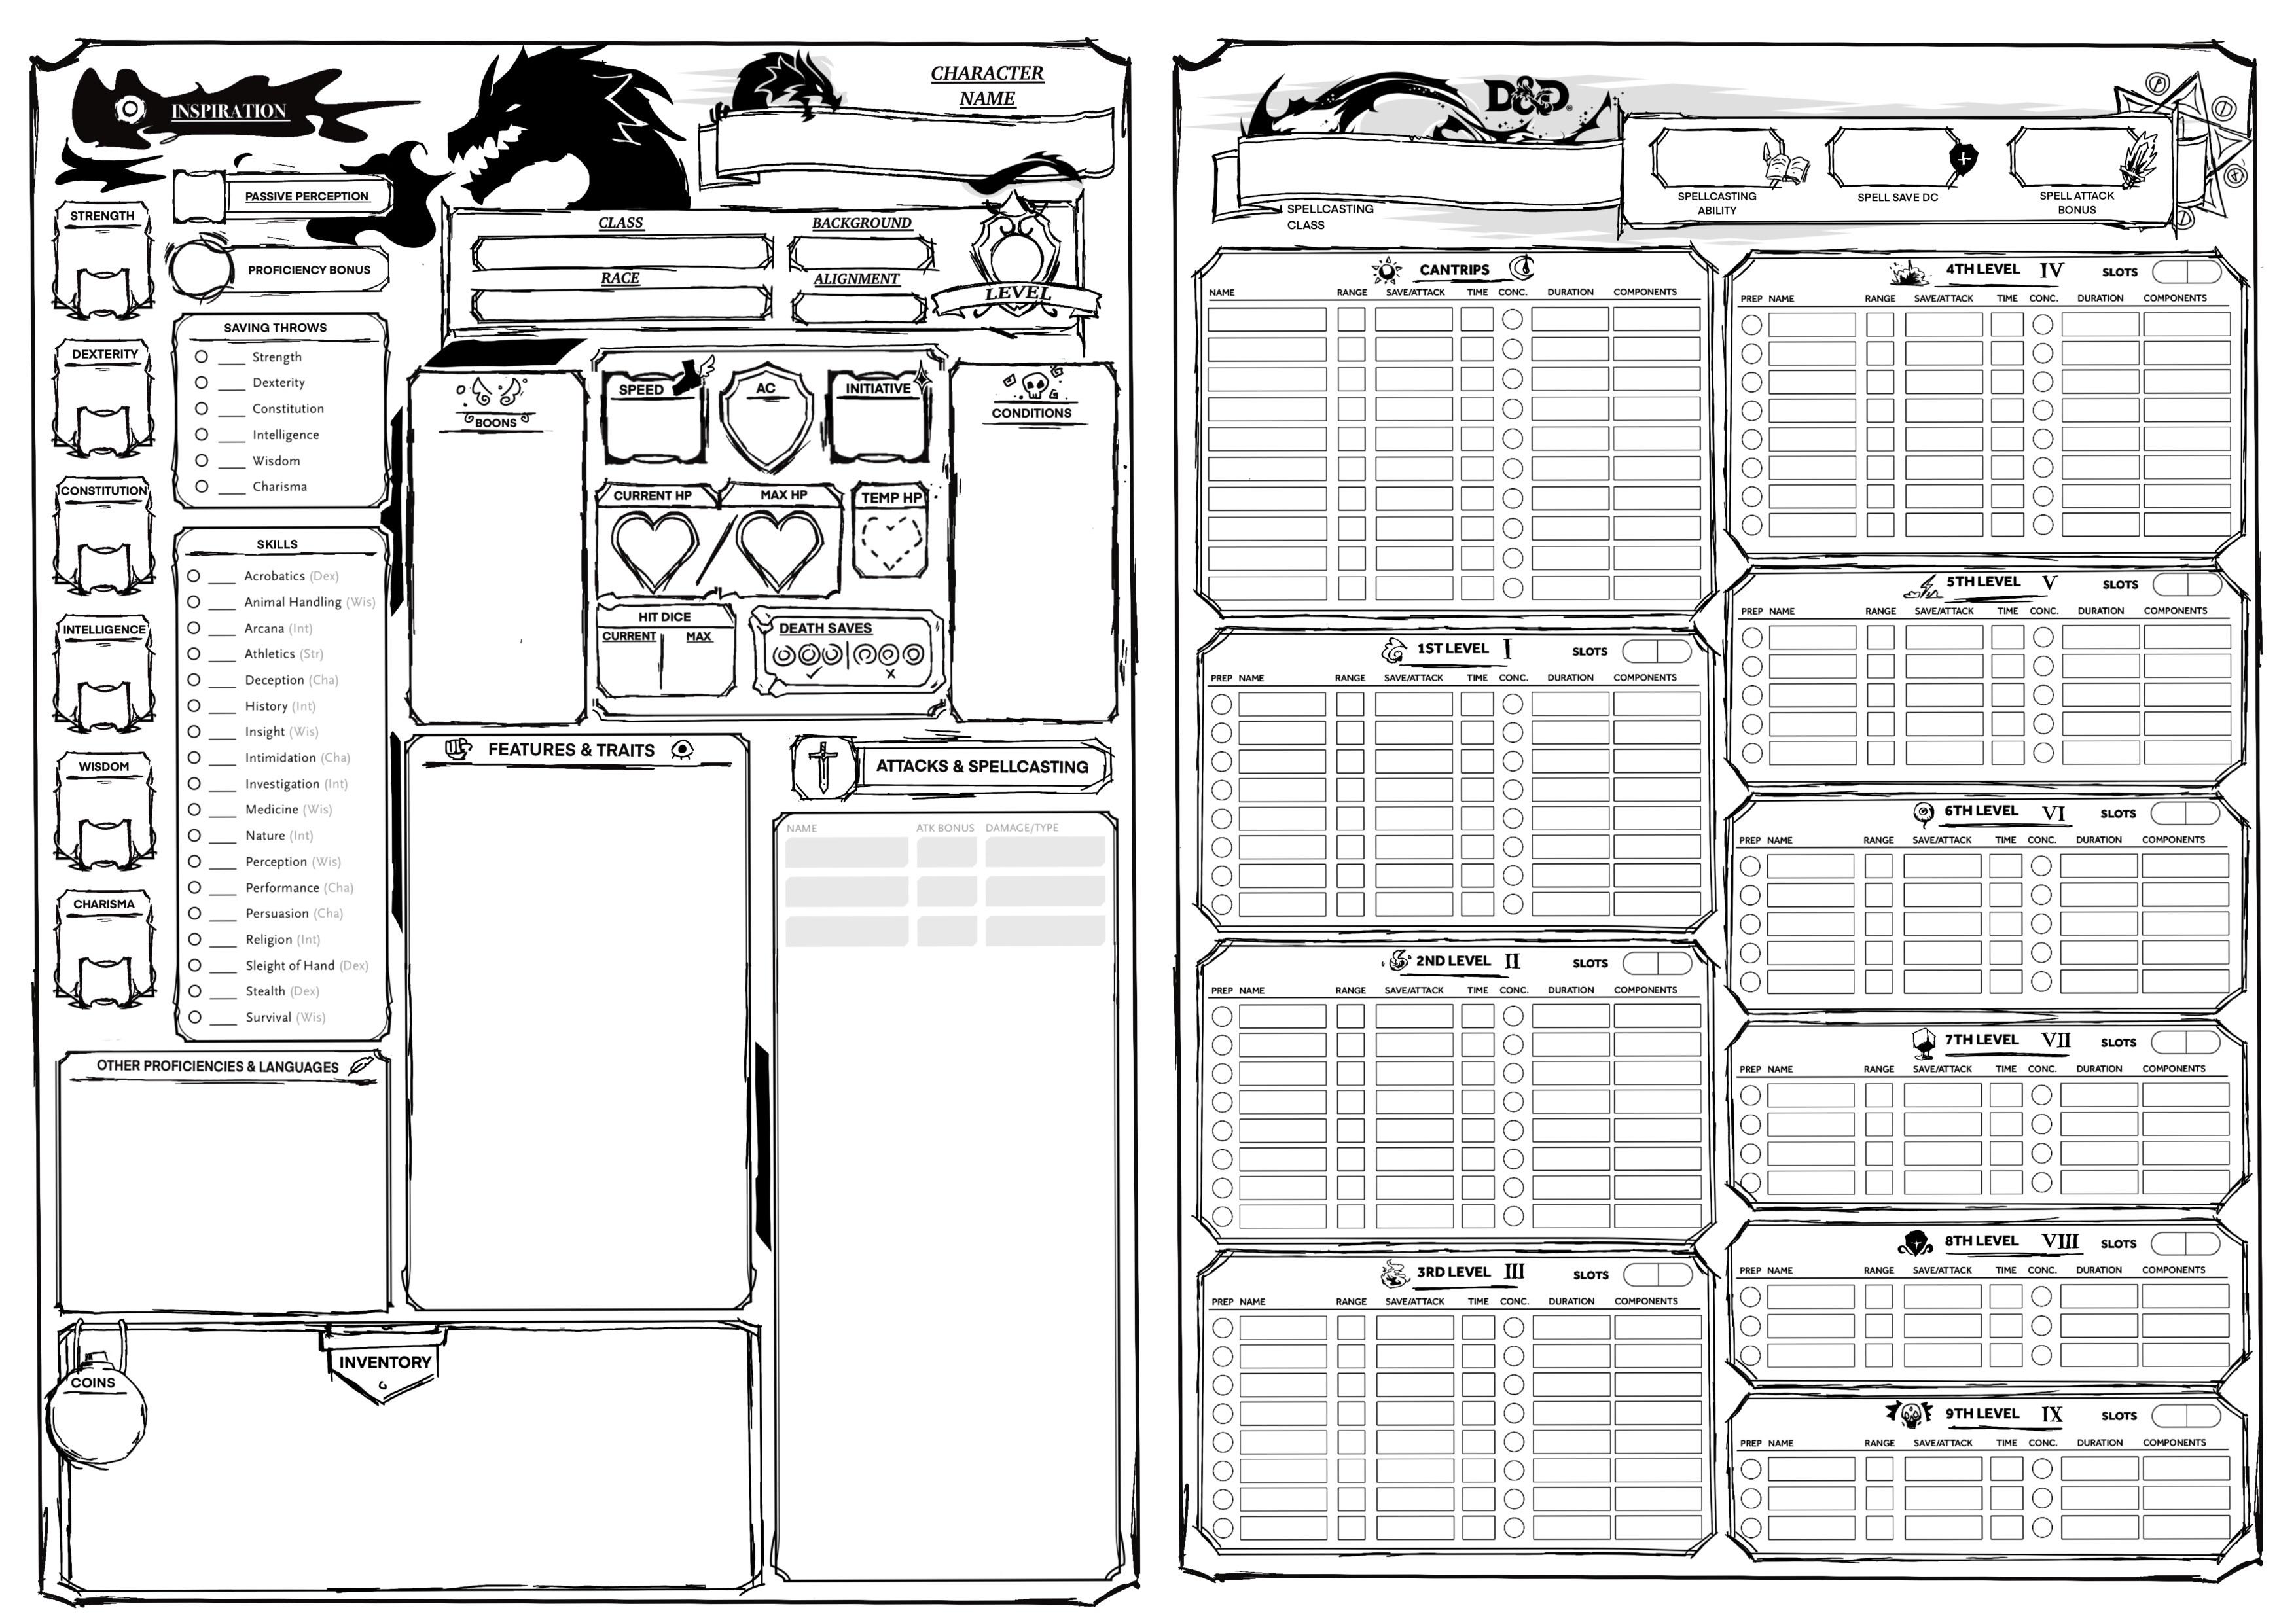 INSPIRATION
CHARACTER
NAME
PASSIVE PERCEPTION
PROFICIENCY BONUS
STRENGTH
DEXTERITY
CONSTITUTION
INTELLIGENCE
WISDOM
CHARISMA
SAVING THROWS
Strength
Dexterity
Constitution
Intelligence
Wisdom
Charisma
SKILLS
Acrobatics (Dex)
Animal Handling (Wis)
Arcana (Int)
Athletics (Str)
Deception (Cha)
History (Int)
Insight (Wis)
Intimidation (Cha)
Investigation (Int)
Medicine (Wis)
Nature (Int)
Perception (Wis)
Performance (Cha)
Persuasion (Cha)
Religion (Int)
Sleight of Hand (Dex)
Stealth (Dex)
Survival (Wis)
OTHER PROFICIENCIES & LANGUAGES
CLASS
BACKGROUND
RACE
ALIGNMENT
LEVEL
BOONS
SPEED
AC
INITIATIVE
CURRENT HP
MAX HP
TEMP HP
HIT DICE
CURRENT MAX
DEATH SAVES
CONDITIONS
FEATURES & TRAITS
ATTACKS & SPELLCASTING
NAME ATK BONUS DAMAGE/TYPE
INVENTORY
COINS
D&D
SPELLCASTING
CLASS
SPELLCASTING
ABILITY
SPELL SAVE DC
SPELL ATTACK
BONUS
CANTRIPS
NAME RANGE SAVE/ATTACK TIME CONC. DURATION COMPONENTS
1ST LEVEL I SLOTS
PREP NAME RANGE SAVE/ATTACK TIME CONC. DURATION COMPONENTS
2ND LEVEL II SLOTS
PREP NAME RANGE SAVE/ATTACK TIME CONC. DURATION COMPONENTS
3RD LEVEL III SLOTS
PREP NAME RANGE SAVE/ATTACK TIME CONC. DURATION COMPONENTS
4TH LEVEL IV SLOTS
PREP NAME RANGE SAVE/ATTACK TIME CONC. DURATION COMPONENTS
5TH LEVEL V SLOTS
PREP NAME RANGE SAVE/ATTACK TIME CONC. DURATION COMPONENTS
6TH LEVEL VI SLOTS
PREP NAME RANGE SAVE/ATTACK TIME CONC. DURATION COMPONENTS
7TH LEVEL VII SLOTS
PREP NAME RANGE SAVE/ATTACK TIME CONC. DURATION COMPONENTS
8TH LEVEL VIII SLOTS
PREP NAME RANGE SAVE/ATTACK TIME CONC. DURATION COMPONENTS
9TH LEVEL IX SLOTS
PREP NAME RANGE SAVE/ATTACK TIME CONC. DURATION COMPONENTS